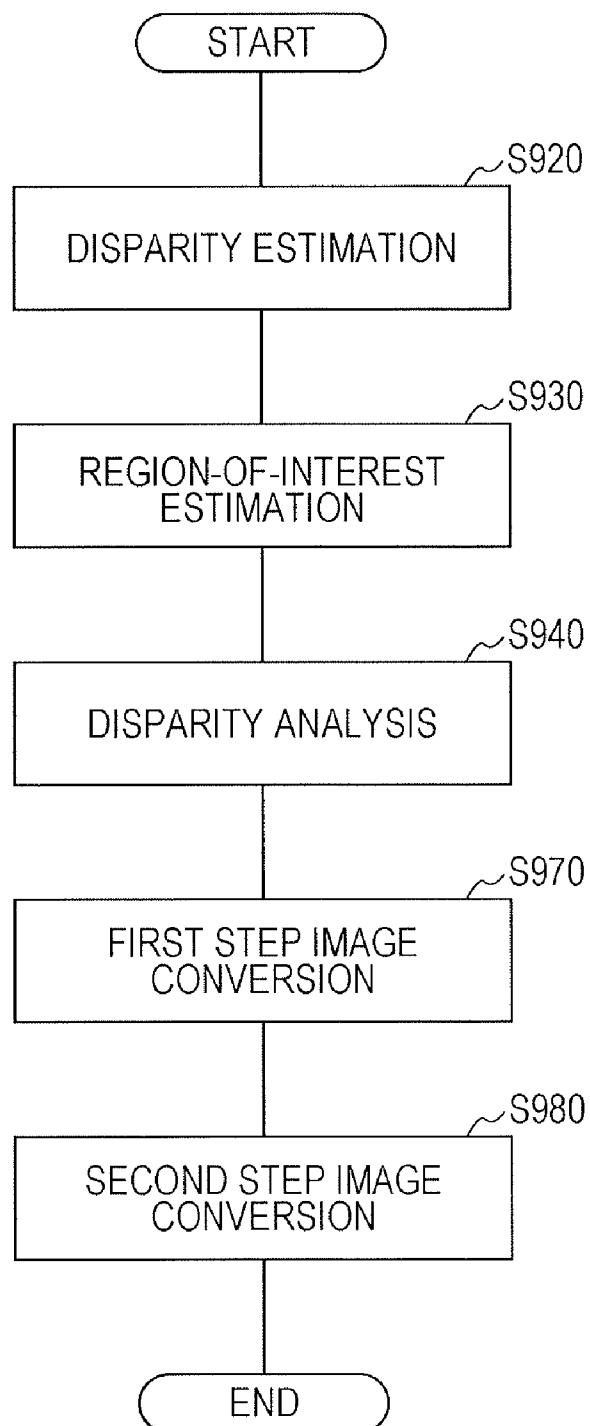 START
S920
DISPARITY ESTIMATION
S930
REGION-OF-INTEREST
ESTIMATION
S940
DISPARITY ANALYSIS
S970
FIRST STEP IMAGE
CONVERSION
S980
SECOND STEP IMAGE
CONVERSION
END